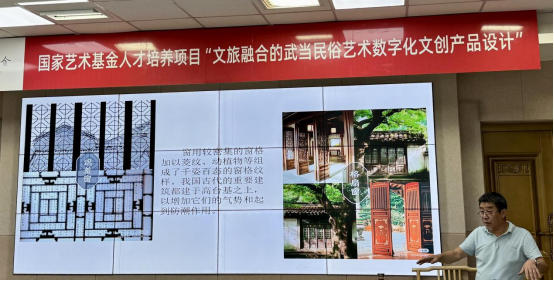 国家艺术基金人才培养项目“文旅融合的武当民俗艺术数字化文创产品设计”
窗用较密集的窗格
加以菱纹、动植物等组
成了千姿百态的窗格纹
样，我国古代的重要建
筑都建于高台基之上，
以增加它们的气势和起
到防潮作用。